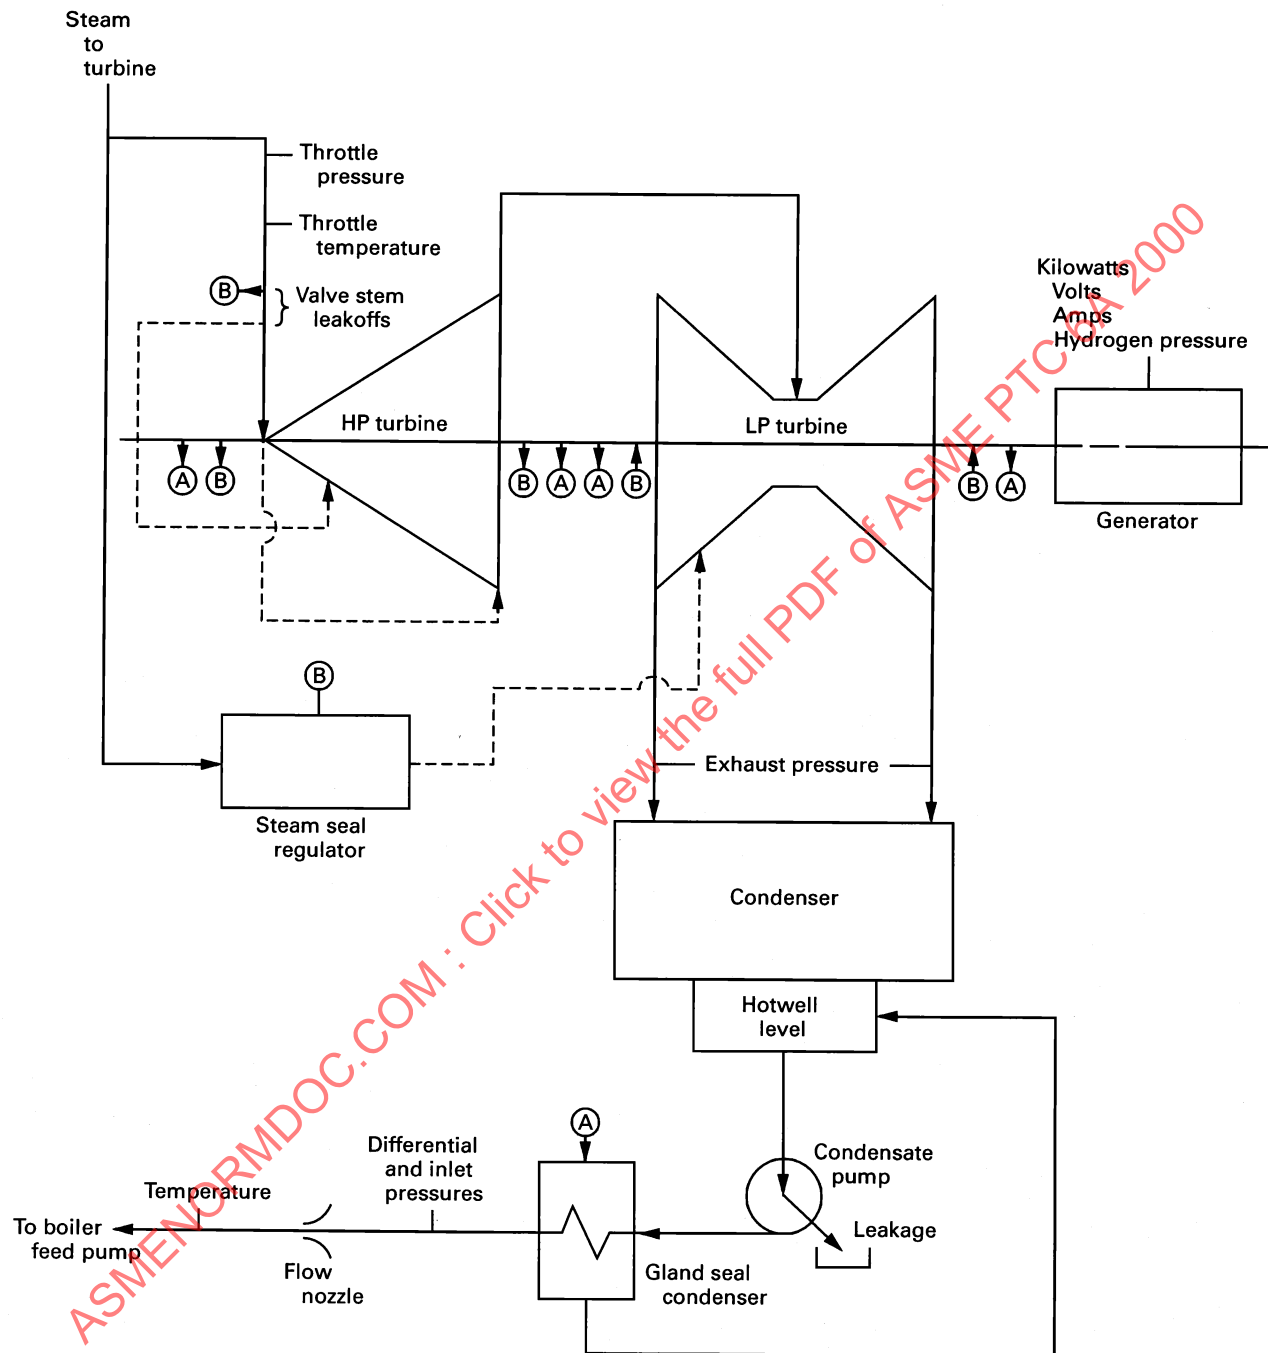 Steam
to
turbine
Throttle
pressure
Throttle
temperature
B
Valve stem
leakoffs
Kilowatts
Volts
Amps
Hydrogen pressure
HP turbine
LP turbine
A
B
B
A
A
B
B
A
Generator
B
Steam seal
regulator
Exhaust pressure
Condenser
Hotwell
level
A
Condensate
pump
Leakage
Differential
and inlet
pressures
Temperature
To boiler
feed pump
Flow
nozzle
Gland seal
condenser
ASMENORMDOC.COM : Click to view the full PDF of ASME PTC 6A 2000